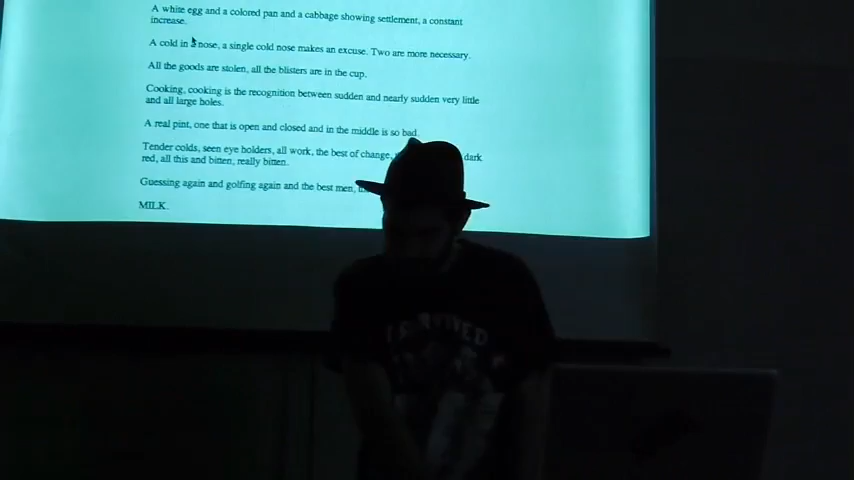 A white egg and a colored pan and a cabbage showing settlement, a constant
increase.
A cold in a nose, a single cold nose makes an excuse. Two are more necessary.
All the goods are stolen, all the blisters are in the cup.
Cooking, cooking is the recognition between sudden and nearly sudden very little
and all large holes.
A real pint, one that is open and closed and in the middle is so bad.
Tender colds, seen eye holders, all work, the best of change, dark
red, all this and bitten, really bitten.
Guessing again and golfing again and the best men,
MILK.